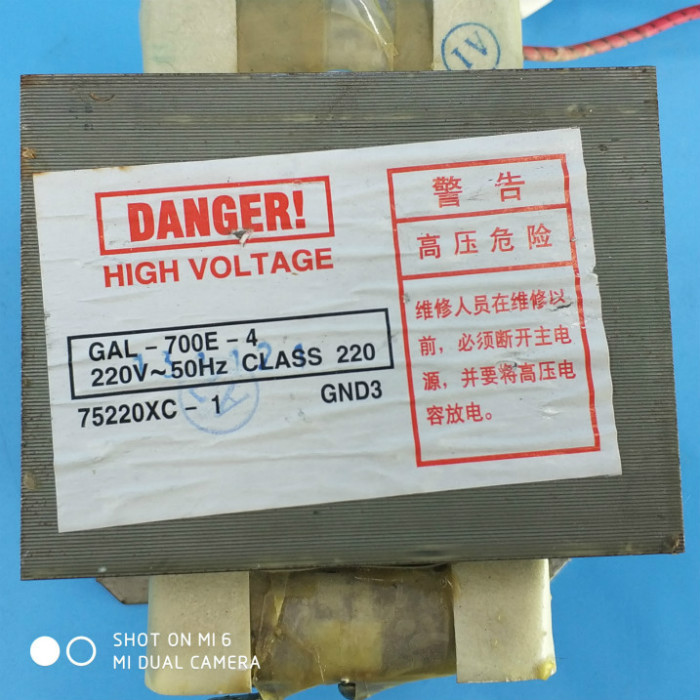 AI
DANGER!
HIGH VOLTAGE
GAL - 700E - 4
220V~50Hz CLASS 220
75220XC - 1
GND3
警告
高压危险
维修人员在维修以
前，必须断开主电
源，并要将高压电
容放电。
SHOT ON MI 6
MI DUAL CAMERA